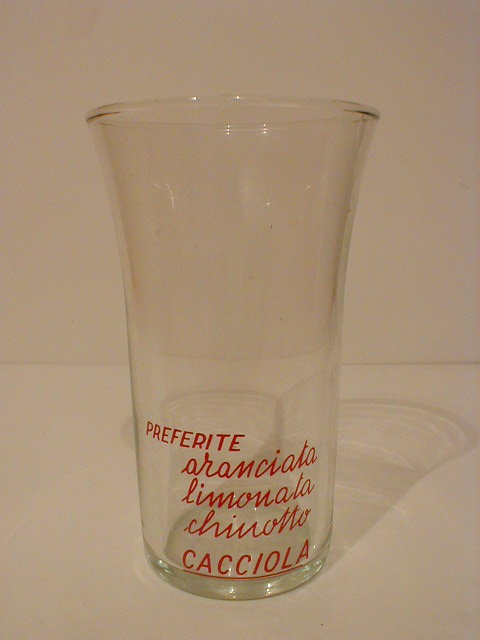 PREFERITE
aranciata
limonata
chinotto
CACCIOLA